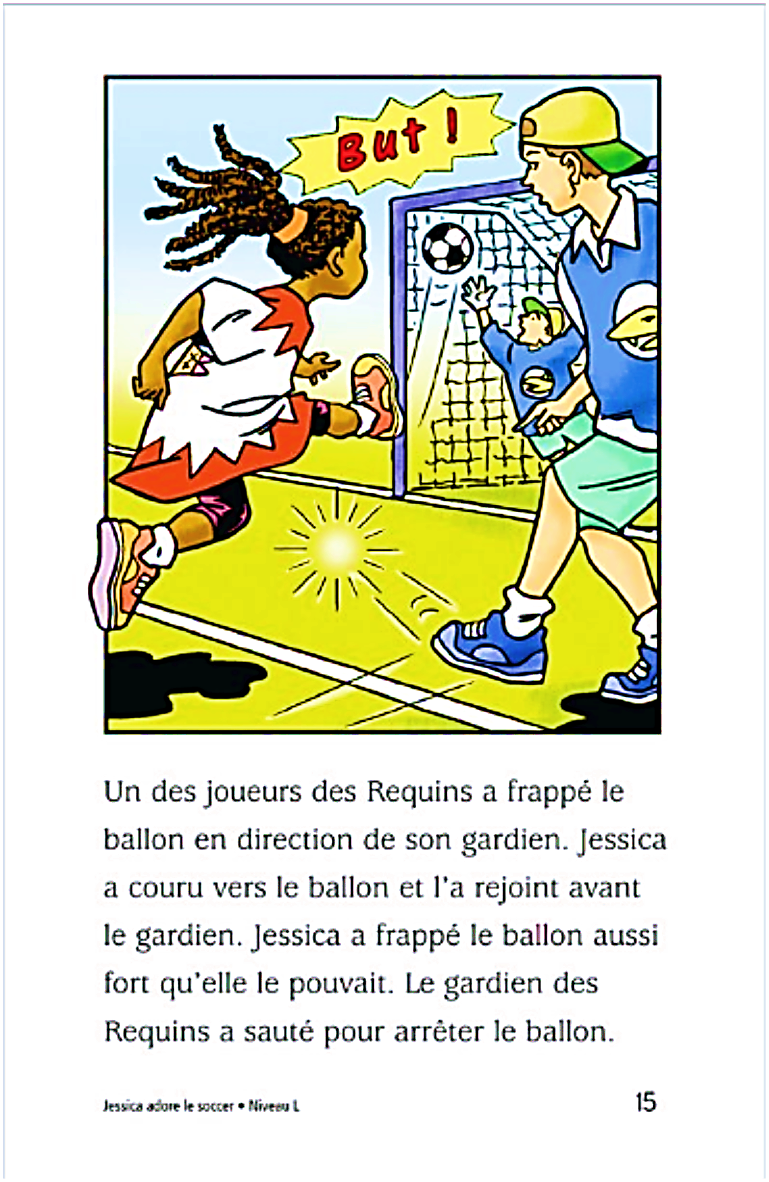 But !
Un des joueurs des Requins a frappé le
ballon en direction de son gardien. Jessica
a couru vers le ballon et l'a rejoint avant
le gardien. Jessica a frappé le ballon aussi
fort qu'elle le pouvait. Le gardien des
Requins a sauté pour arrêter le ballon.
Jessica adore le soccer • Niveau L
15